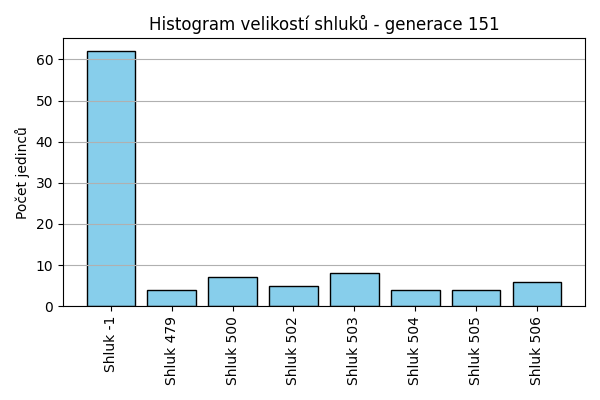 Histogram velikostí shluků - generace 151
Počet jedinců
60
50
40
30
20
10
0
Shluk -1
Shluk 479
Shluk 500
Shluk 502
Shluk 503
Shluk 504
Shluk 505
Shluk 506